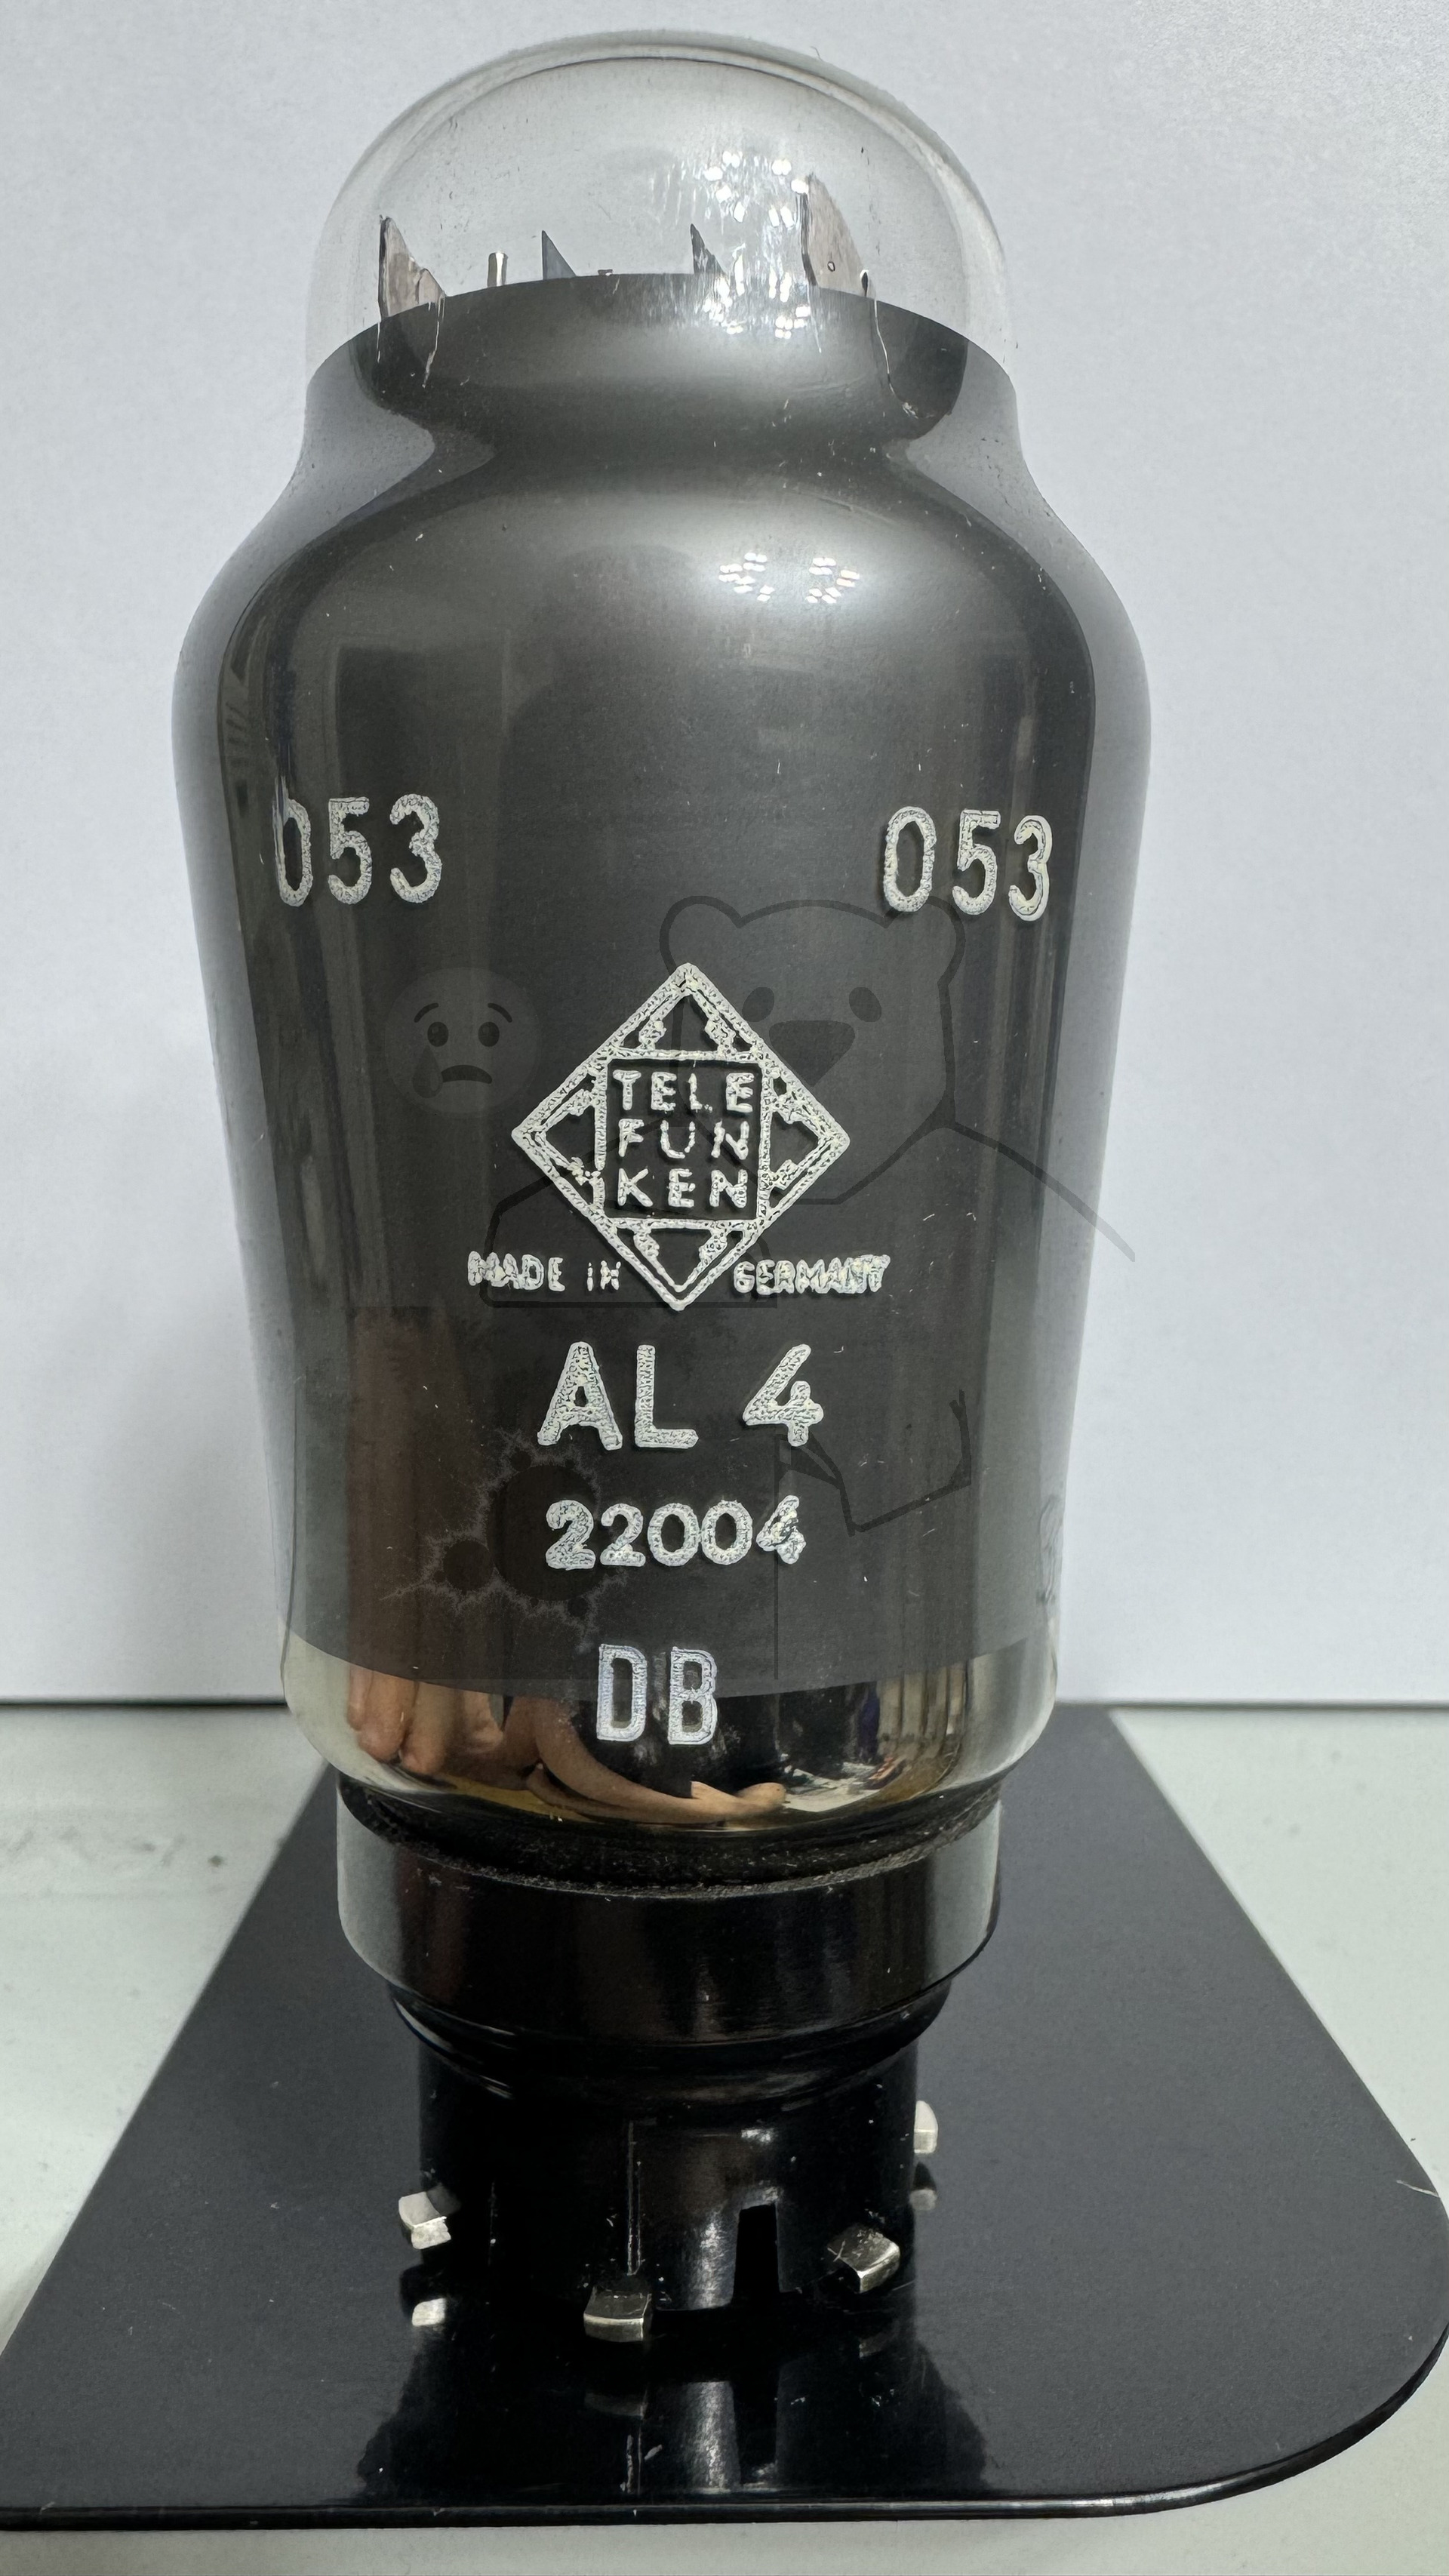 053 053
TELE
FUN
KEN
MADE IN GERMANY
AL 4
22004
DB